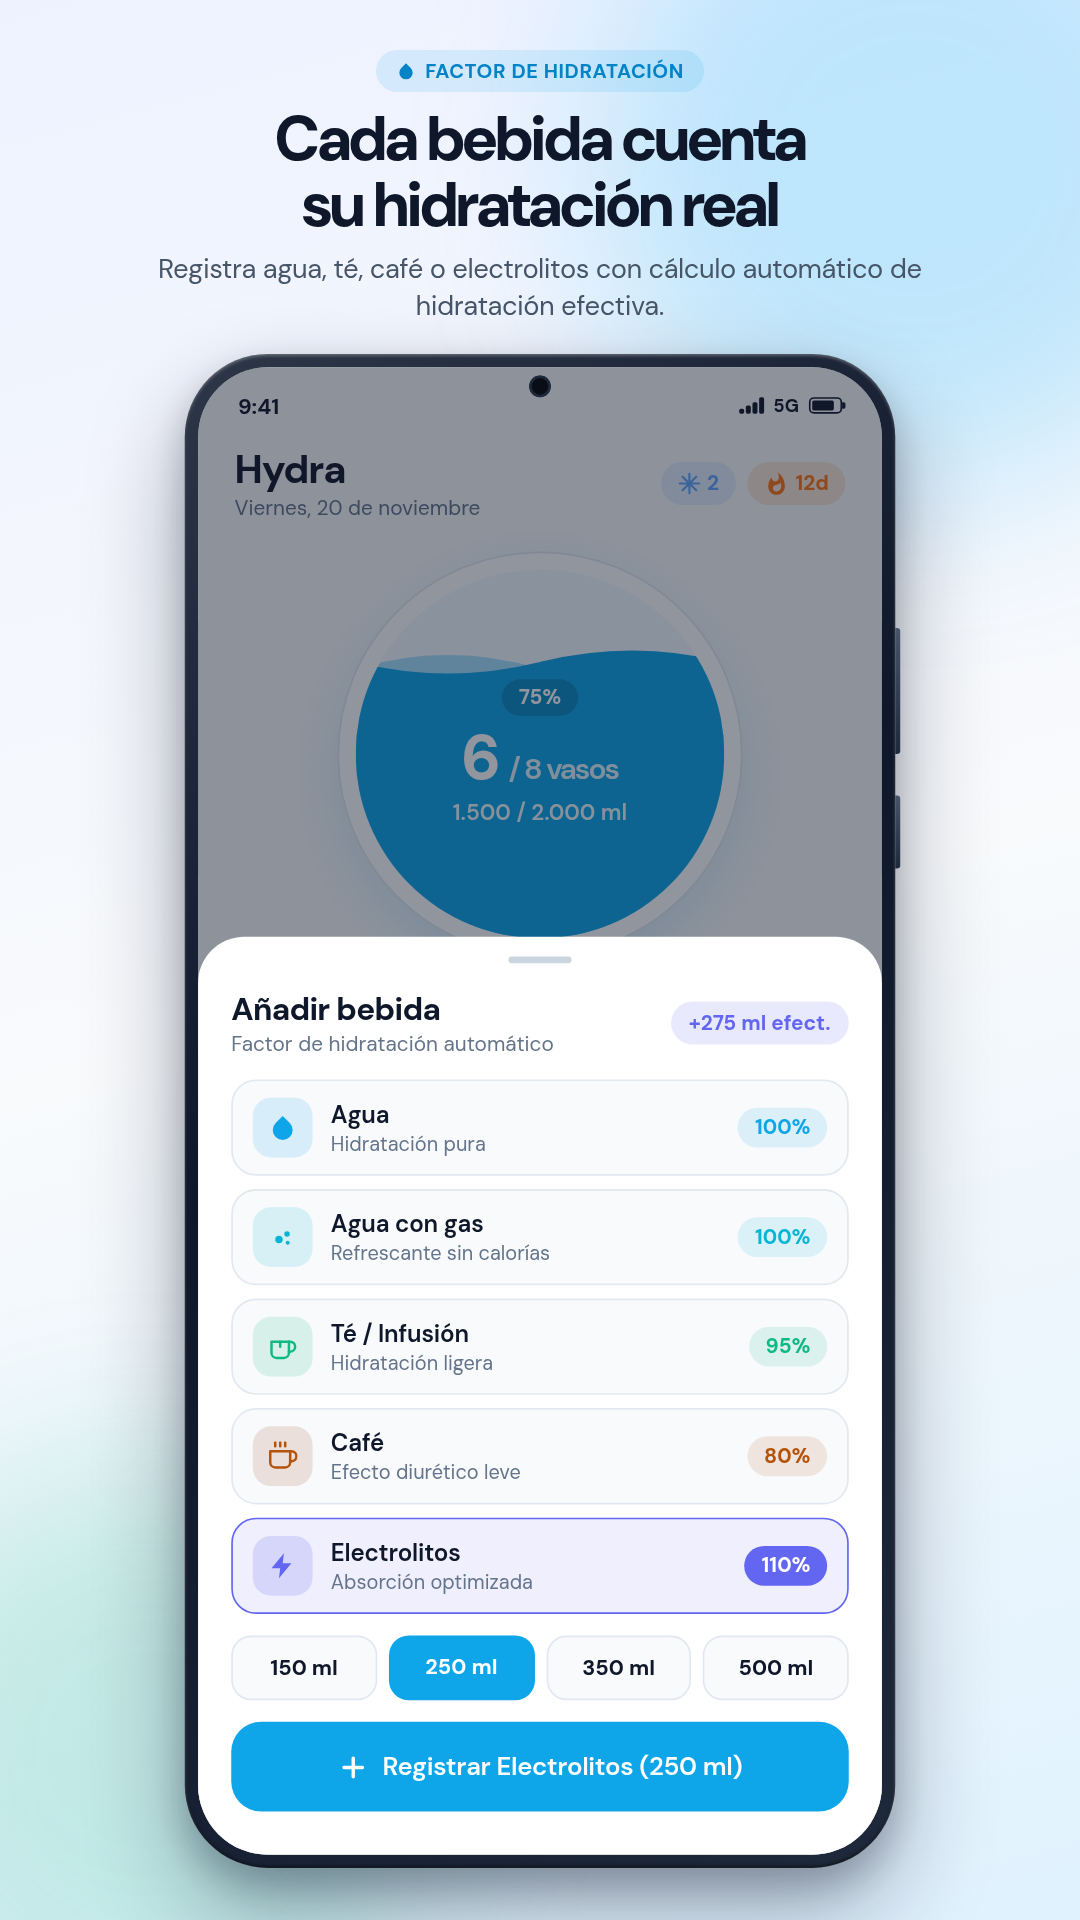 FACTOR DE HIDRATACIÓN
Cada bebida cuenta
su hidratación real
Registra agua, té, café o electrolitos con cálculo automático de
hidratación efectiva.
9:41
5G
Hydra
2
12d
Viernes, 20 de noviembre
75%
6 / 8 vasos
1.500 / 2.000 ml
Añadir bebida
+275 ml efect.
Factor de hidratación automático
Agua
Hidratación pura
100%
Agua con gas
Refrescante sin calorías
100%
Té / Infusión
Hidratación ligera
95%
Café
Efecto diurético leve
80%
Electrolitos
Absorción optimizada
110%
150 ml
250 ml
350 ml
500 ml
+ Registrar Electrolitos (250 ml)